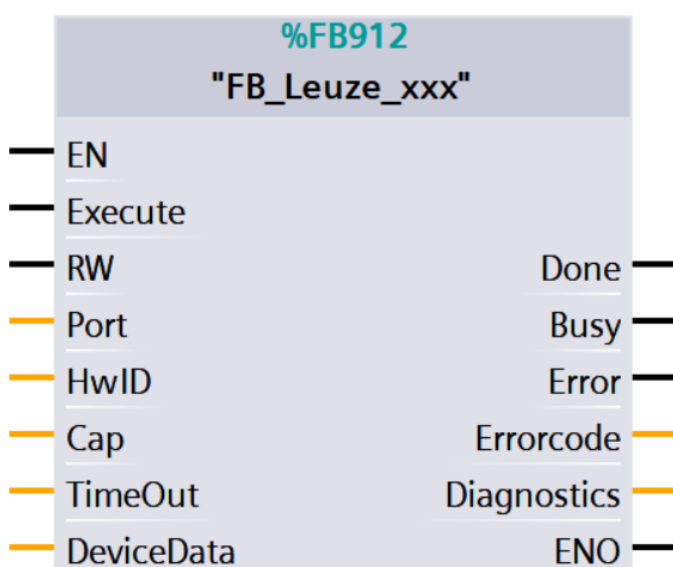 %FB912
"FB_Leuze_xxx"
EN
Execute
RW Done
Port Busy
HwID Error
Cap Errorcode
TimeOut Diagnostics
DeviceData ENO